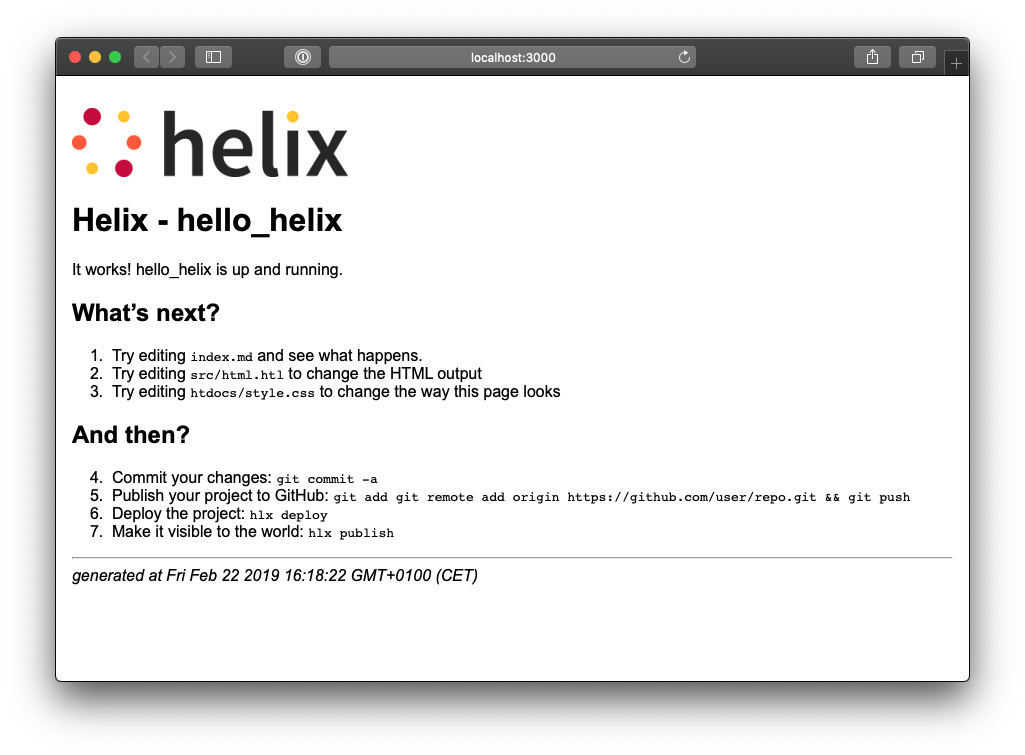 localhost:3000
helix
Helix - hello_helix
It works! hello_helix is up and running.
What’s next?
1. Try editing index.md and see what happens.
2. Try editing src/html.htl to change the HTML output
3. Try editing htdocs/style.css to change the way this page looks
And then?
4. Commit your changes: git commit -a
5. Publish your project to GitHub: git add git remote add origin https://github.com/user/repo.git && git push
6. Deploy the project: hlx deploy
7. Make it visible to the world: hlx publish
generated at Fri Feb 22 2019 16:18:22 GMT+0100 (CET)